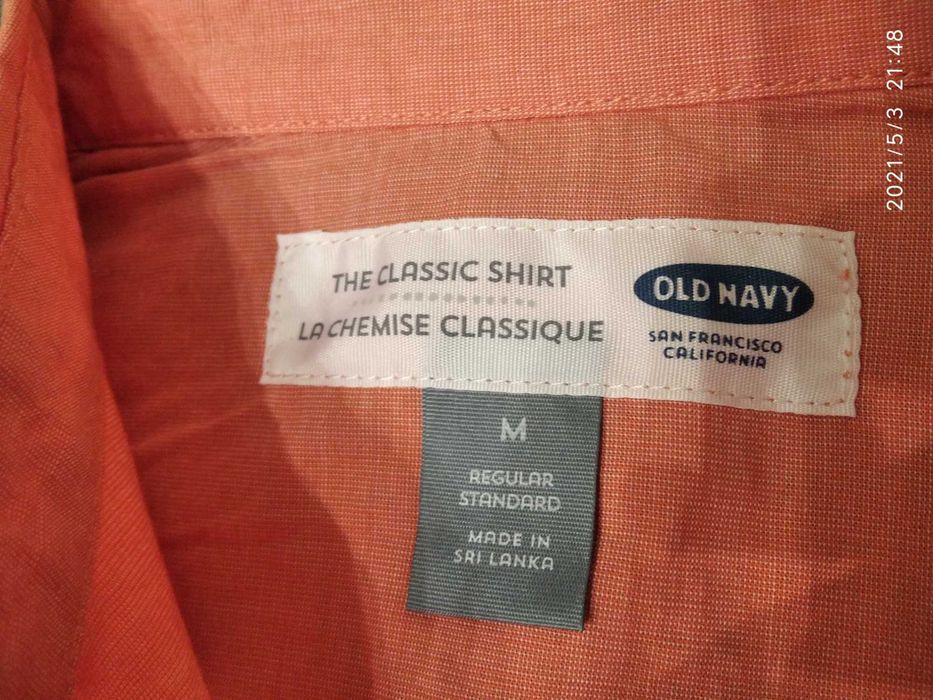 THE CLASSIC SHIRT
LA CHEMISE CLASSIQUE
OLD NAVY
SAN FRANCISCO
CALIFORNIA
M
REGULAR
STANDARD
MADE IN
SRI LANKA
2021/5/3 21:48